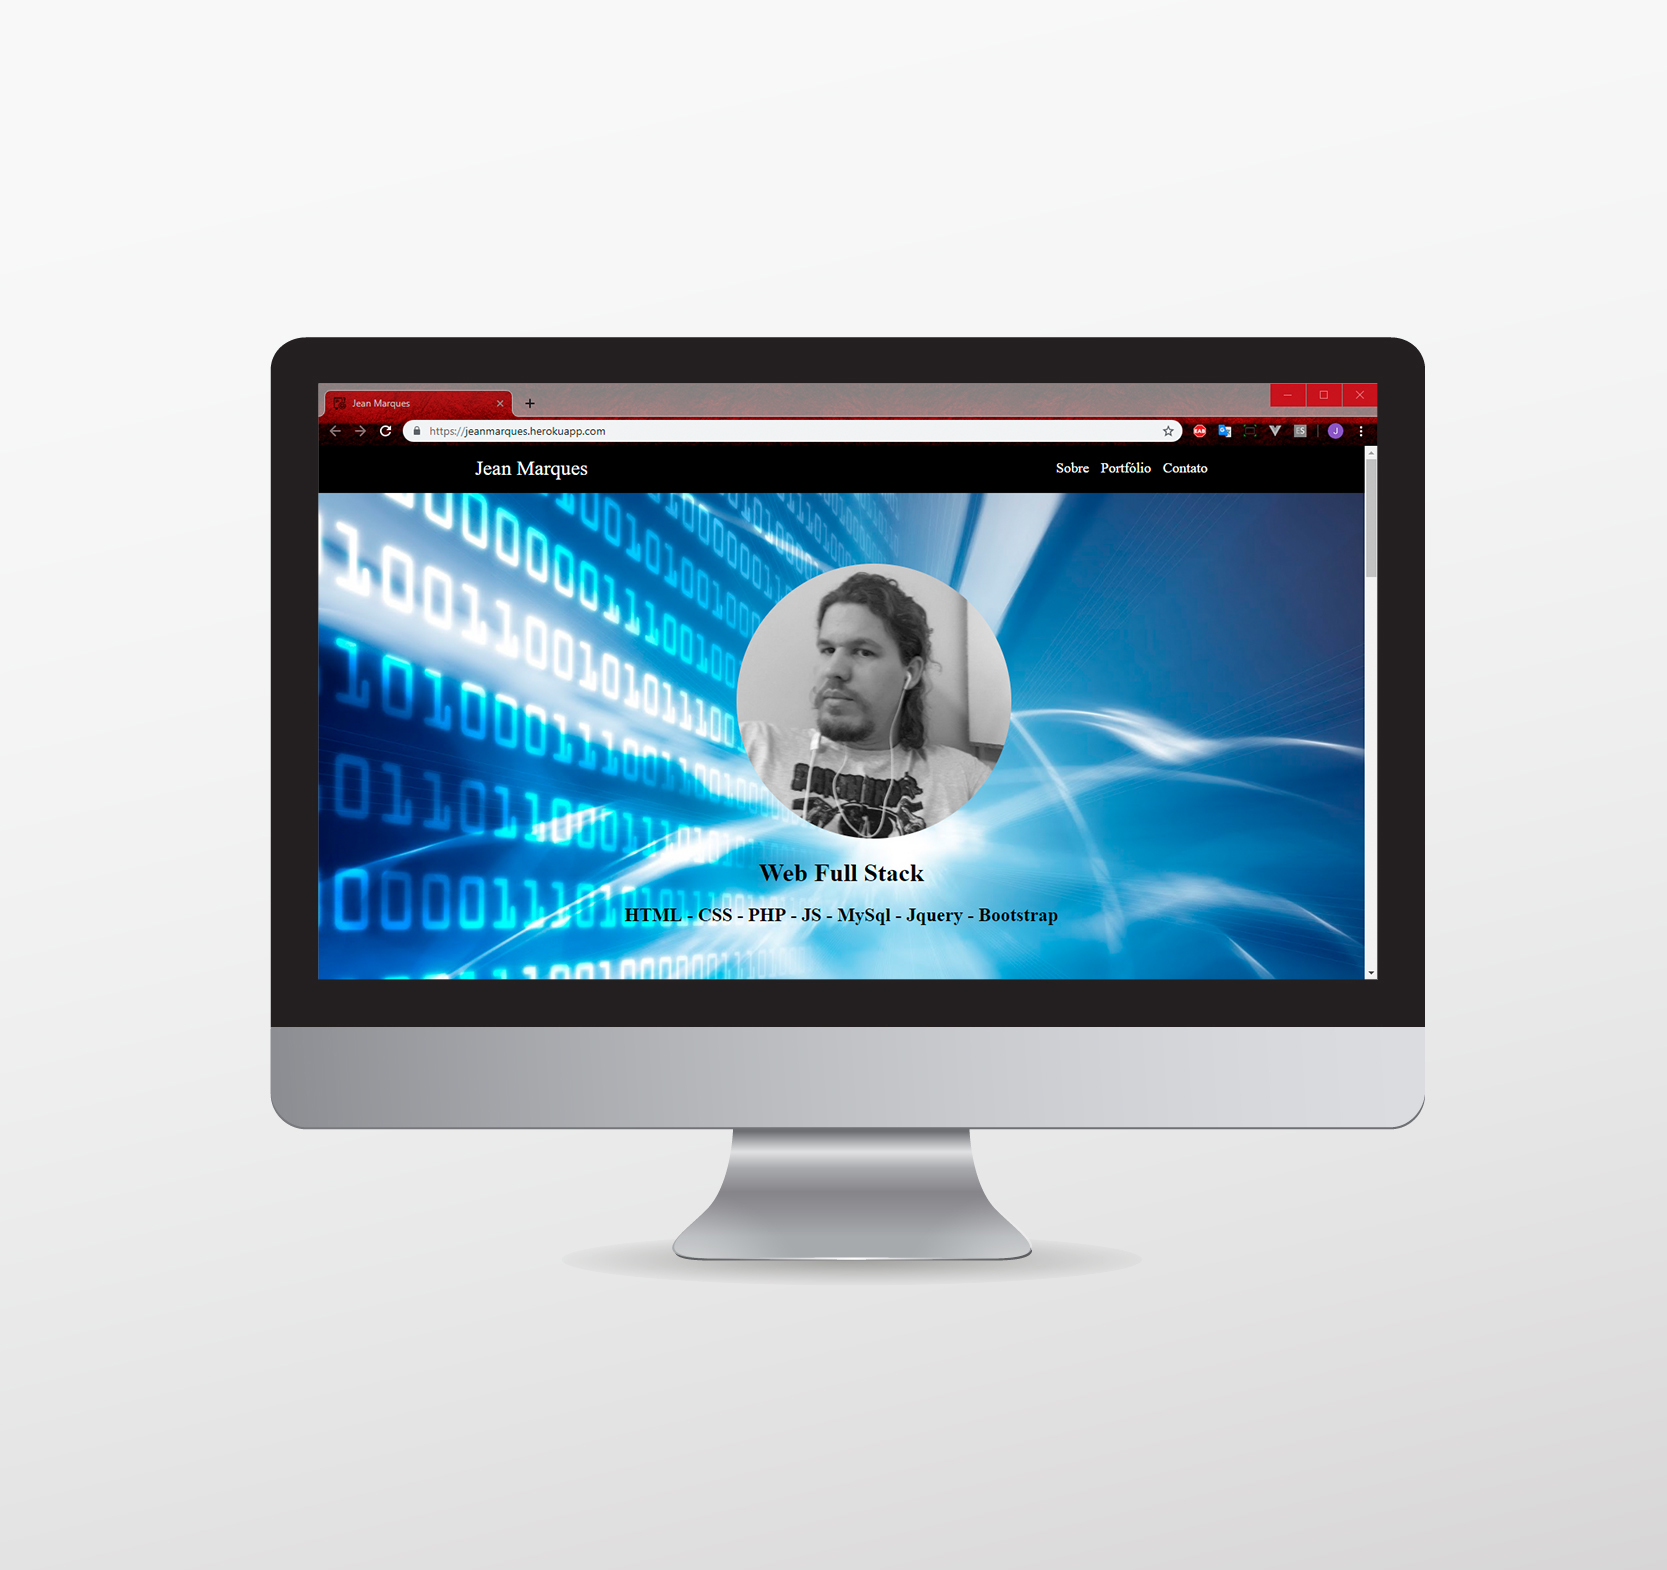 Jean Marques
https://jeanmarques.herokuapp.com
ES
J
Jean Marques
Sobre Portfólio Contato
Web Full Stack
HTML - CSS - PHP - JS - MySql - Jquery - Bootstrap